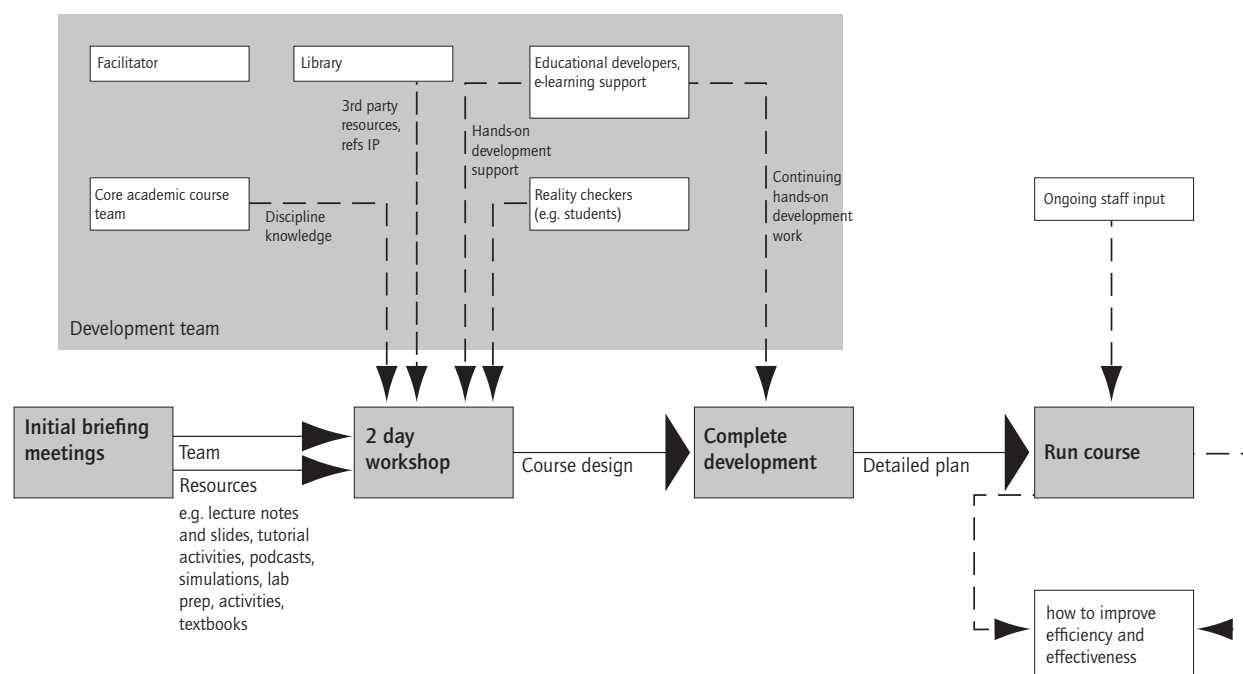 Facilitator
Library
Educational developers,
e-learning support
3rd party
resources,
refs IP
Hands-on
development
support
Core academic course
team
Discipline
knowledge
Reality checkers
(e.g. students)
Continuing
hands-on
development
work
Ongoing staff input
Development team
Initial briefing
meetings
Team
Resources
e.g. lecture notes
and slides, tutorial
activities, podcasts,
simulations, lab
prep, activities,
textbooks
2 day
workshop
Course design
Complete
development
Detailed plan
Run course
how to improve
efficiency and
effectiveness